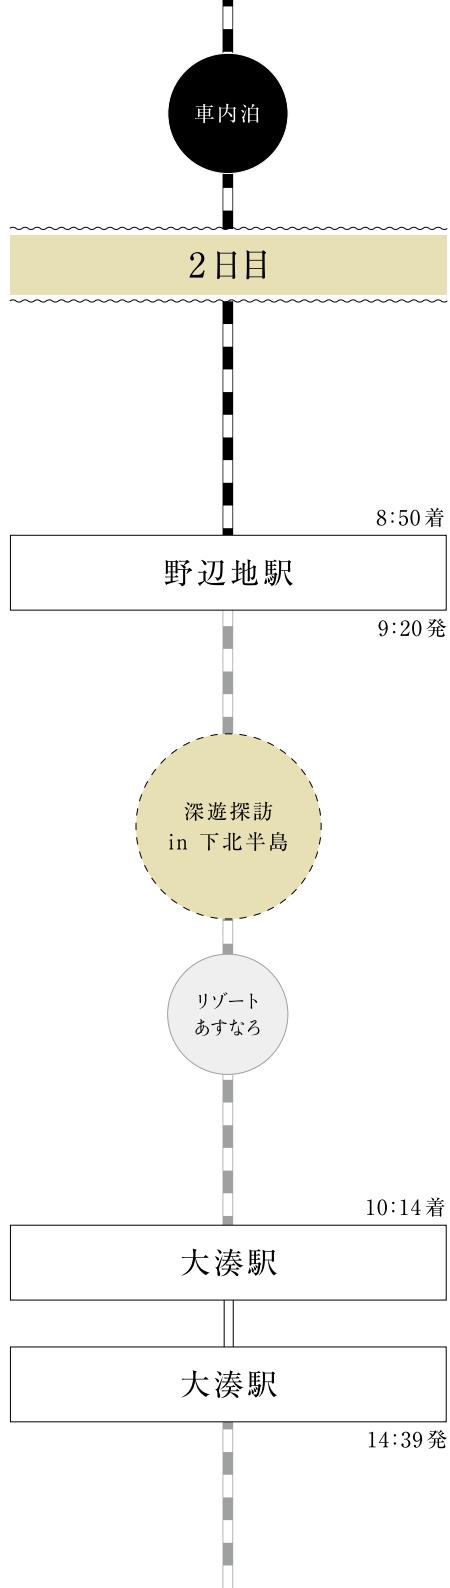 車内泊
2日目
8:50着
野辺地駅
9:20発
深遊探訪
in 下北半島
リゾート
あすなろ
10:14着
大湊駅
大湊駅
14:39発